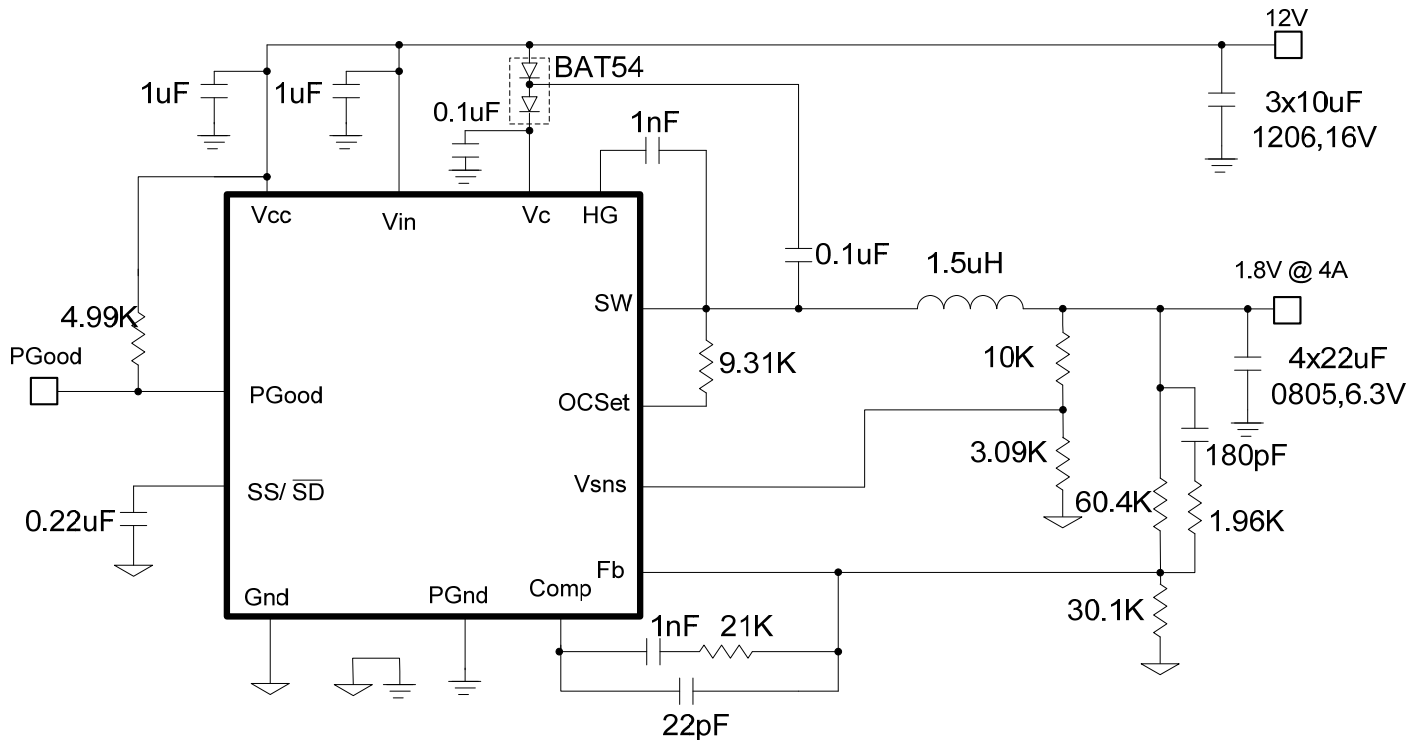 12V
BAT54
1uF
1uF
0.1uF
1nF
3x10uF
1206,16V
Vcc
Vin
Vc
HG
0.1uF
1.5uH
1.8V @ 4A
SW
4.99K
PGood
9.31K
10K
4x22uF
0805,6.3V
PGood
OCSet
3.09K
180pF
Vsns
SS/ SD
60.4K
1.96K
0.22uF
Fb
Comp
Gnd
PGnd
30.1K
1nF
21K
22pF